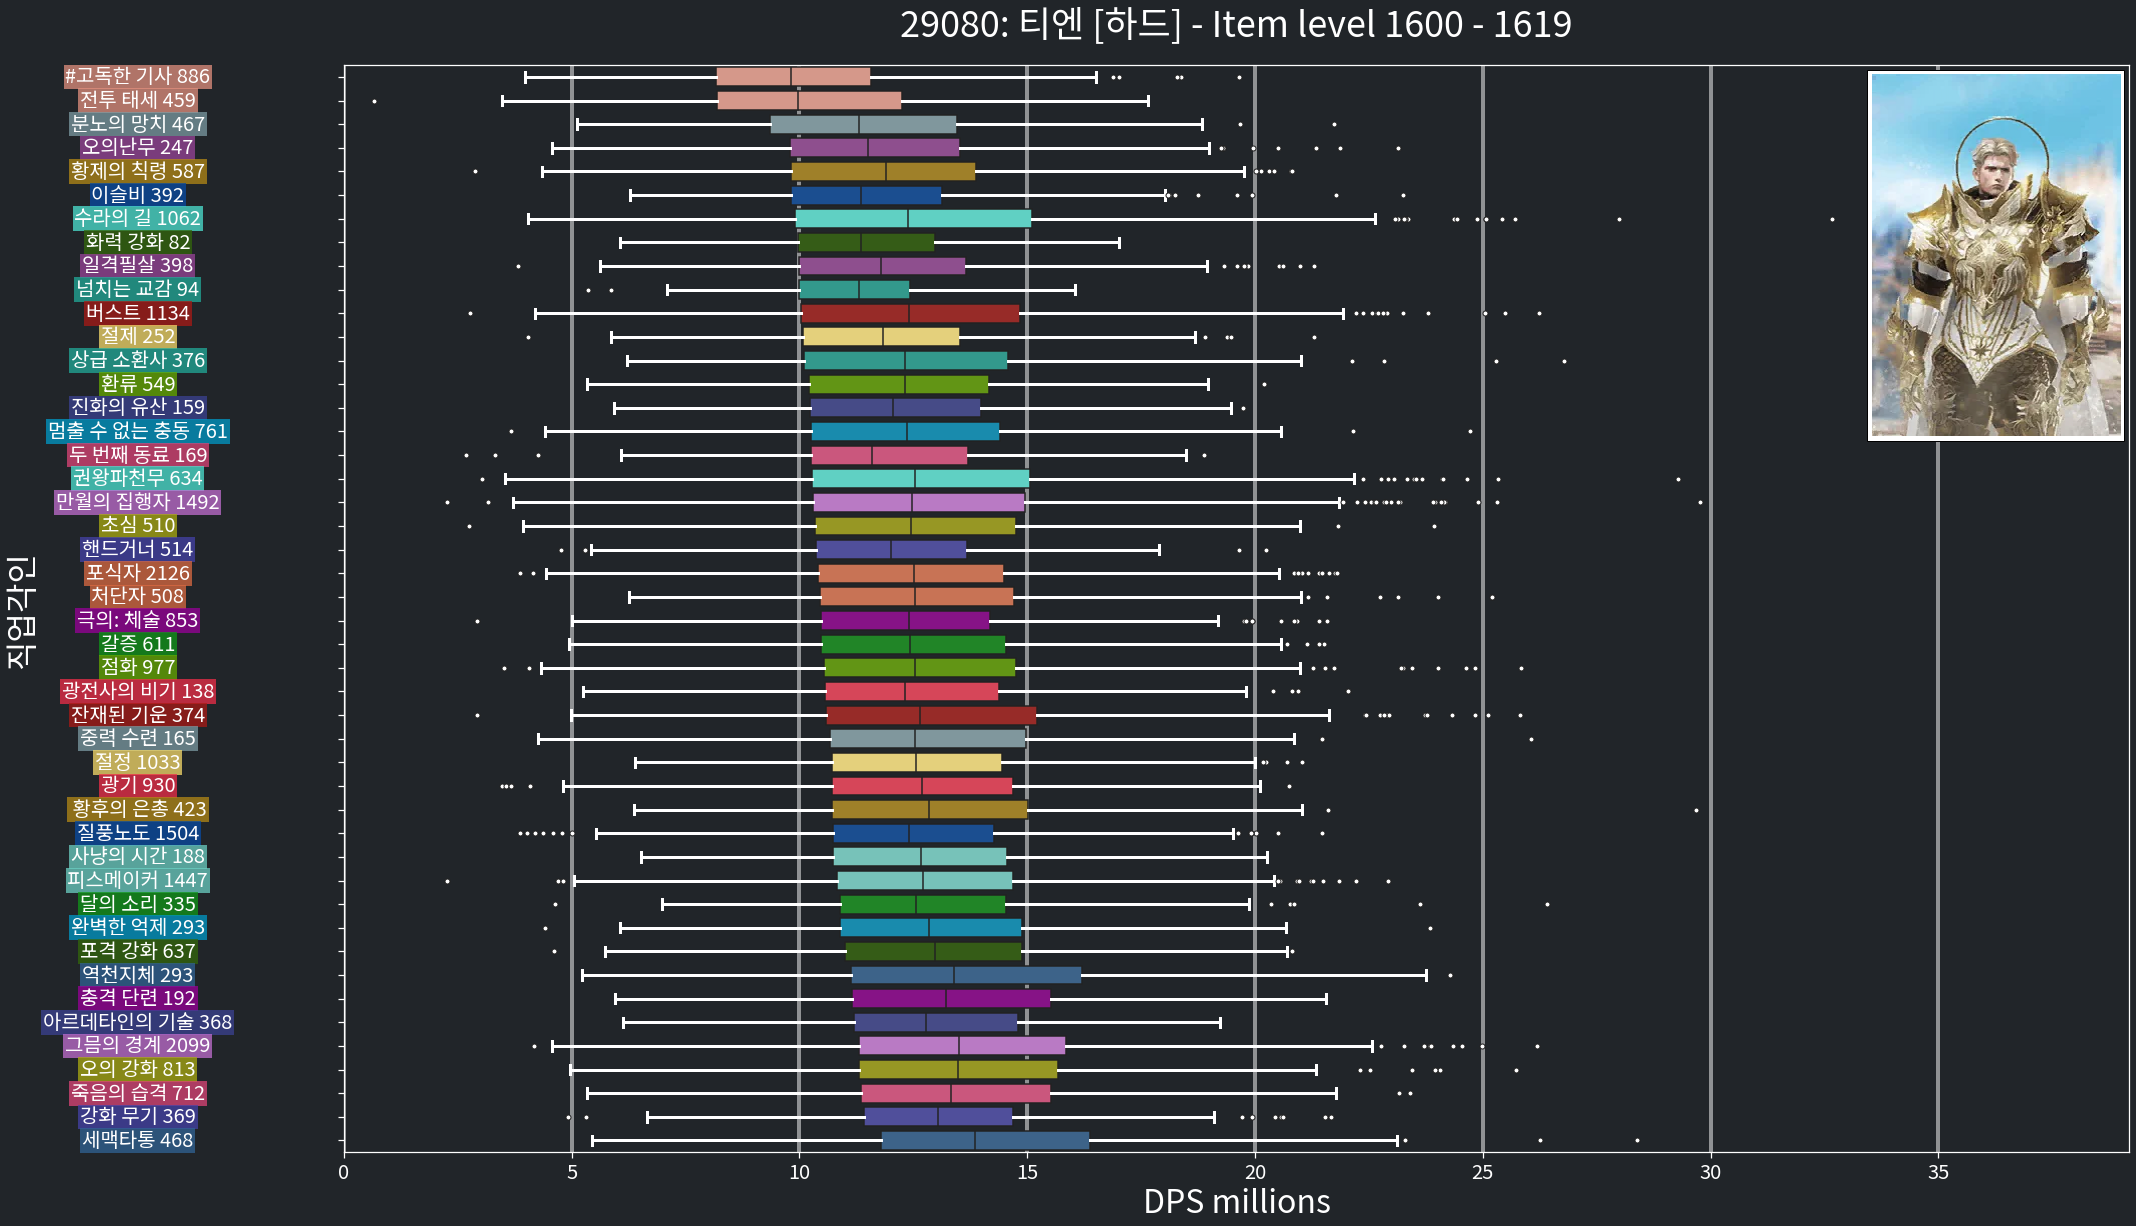 29080: 티엔 [하드] - Item level 1600 - 1619
#고독한 기사 886
전투 태세 459
분노의 망치 467
오의난무 247
황제의 칙령 587
이슬비 392
수라의 길 1062
화력 강화 82
일격필살 398
넘치는 교감 94
버스트 1134
절제 252
상급 소환사 376
환류 549
진화의 유산 159
멈출 수 없는 충동 761
두 번째 동료 169
권왕파천무 634
만월의 집행자 1492
초심 510
핸드거너 514
포식자 2126
처단자 508
극의: 체술 853
갈증 611
점화 977
광전사의 비기 138
잔재된 기운 374
중력 수련 165
절정 1033
광기 930
황후의 은총 423
질풍노도 1504
사냥의 시간 188
피스메이커 1447
달의 소리 335
완벽한 억제 293
포격 강화 637
역천지체 293
충격 단련 192
아르데타인의 기술 368
그믐의 경계 2099
오의 강화 813
죽음의 습격 712
강화 무기 369
세맥타통 468
직업각인
0 5 10 15 20 25 30 35
DPS millions